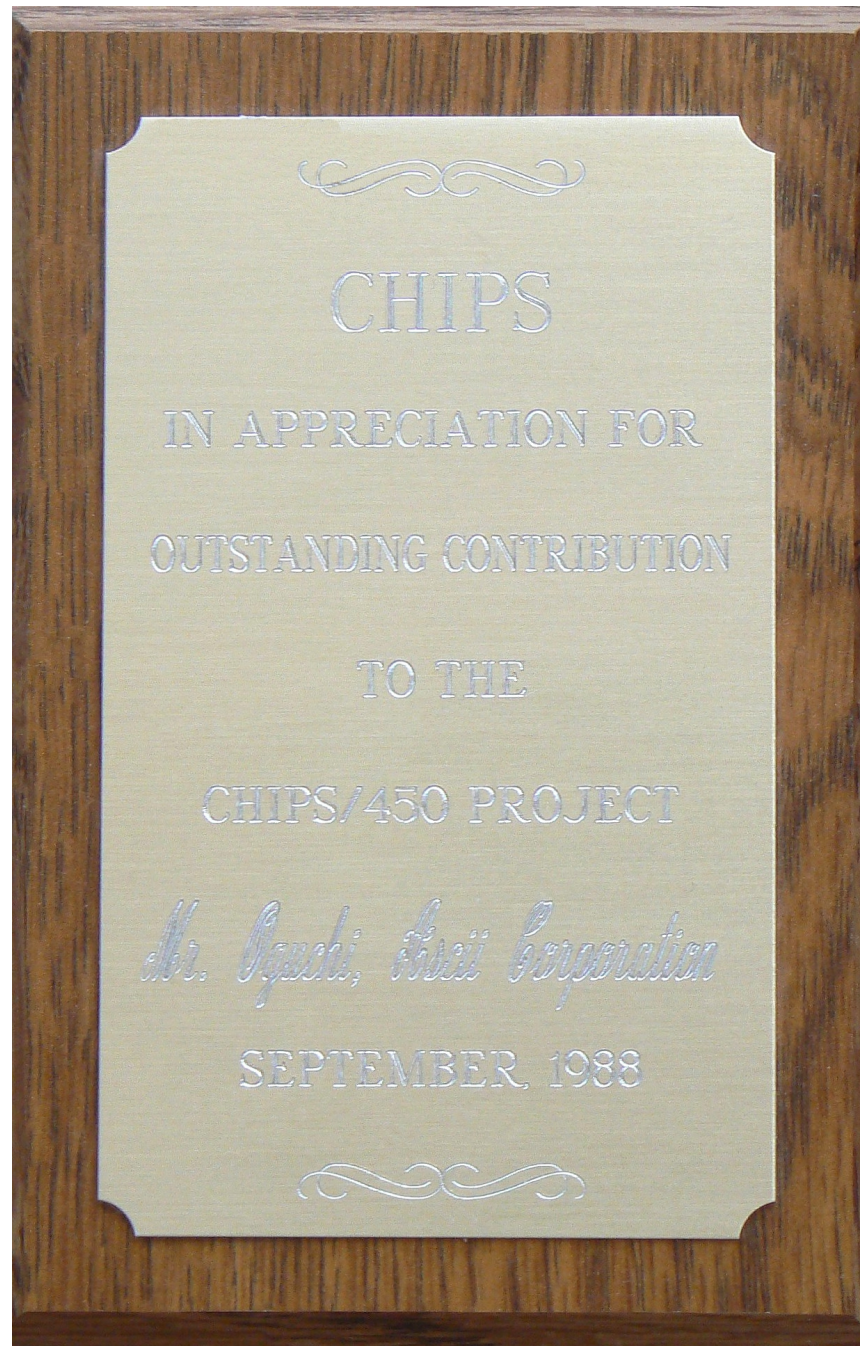 CHIPS
IN APPRECIATION FOR
OUTSTANDING CONTRIBUTION
TO THE
CHIPS/450 PROJECT
Mr. Oguchi, Ascii Corporation
SEPTEMBER, 1988